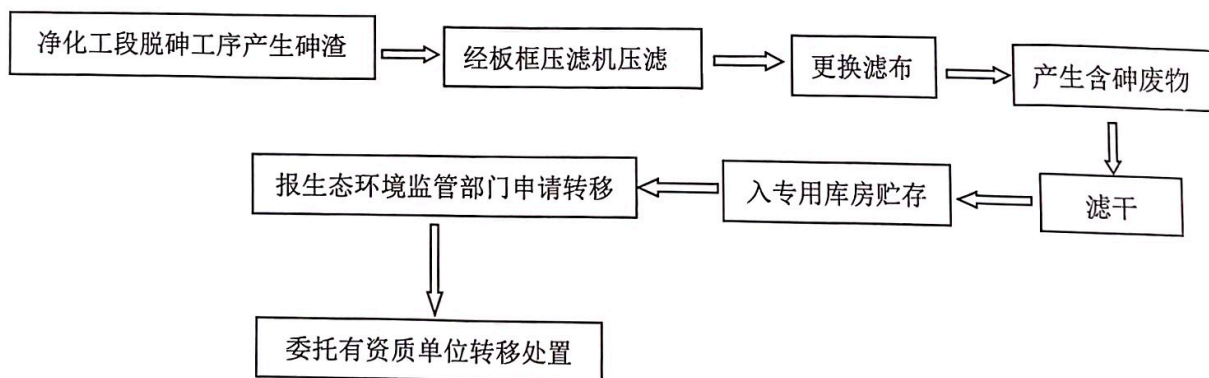 净化工段脱砷工序产生砷渣
经板框压滤机压滤
更换滤布
产生含砷废物
滤干
入专用库房贮存
报生态环境监管部门申请转移
委托有资质单位转移处置